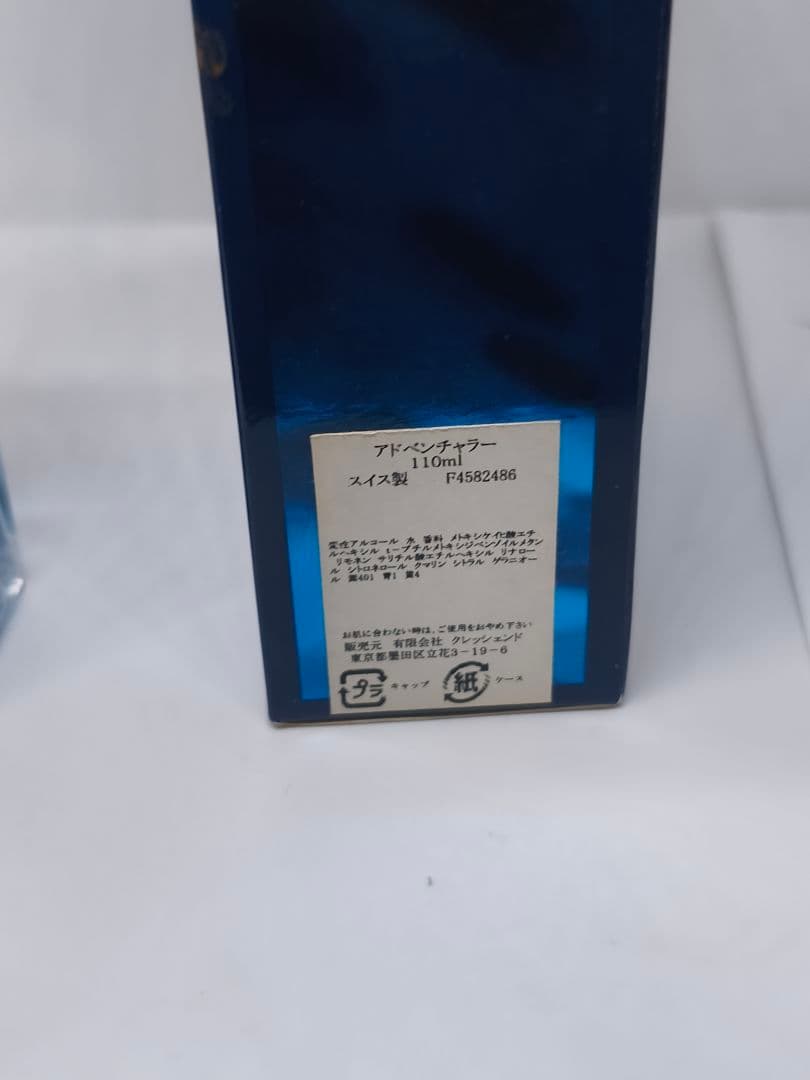 アドベンチャラー
110ml
スイス製 F4582486
変性アルコール 水 香料 メトキシケイヒ酸エチ
ルヘキシル t-ブチルメトキシジベンゾイルメタン
リモネン サリチル酸エチルヘキシル リナロー
ル シトロネロール クマリン シトラル ゲラニオー
ル 紫401 青1 黄4
お肌に合わない時は、ご使用をおやめ下さい
販売元 有限会社 クレッシェンド
東京都墨田区立花3-19-6
プラ キャップ 紙 ケース